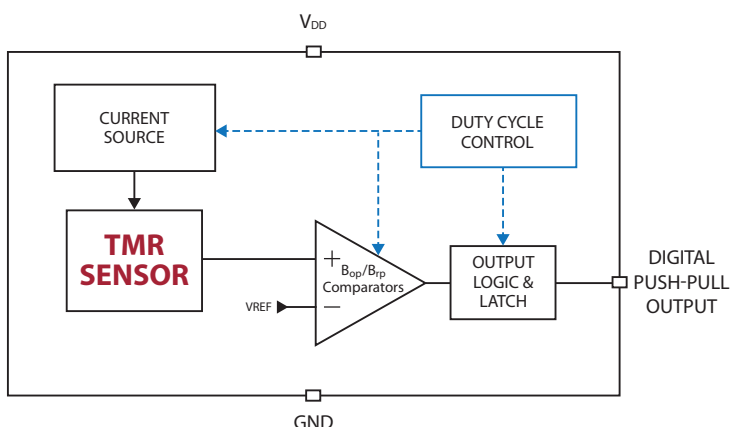 VDD
CURRENT
SOURCE
DUTY CYCLE
CONTROL
TMR
SENSOR
+
Bop/Brp
Comparators
VREF
−
OUTPUT
LOGIC &
LATCH
DIGITAL
PUSH-PULL
OUTPUT
GND